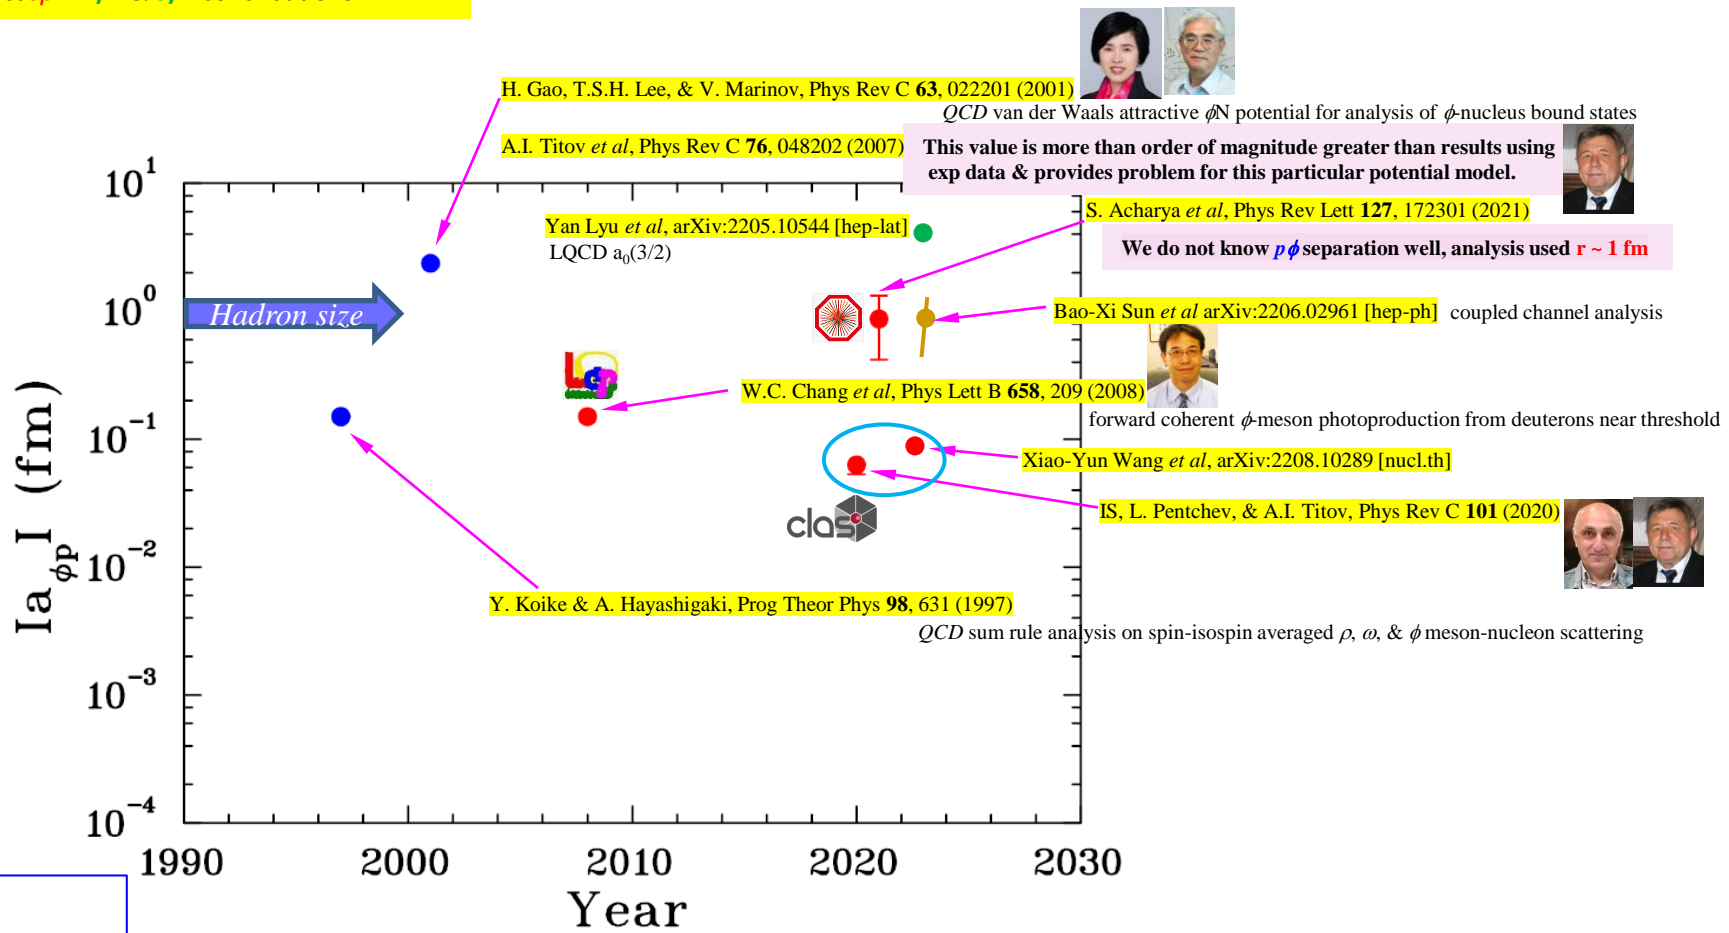 H. Gao, T.S.H. Lee, & V. Marinov, Phys Rev C 63, 022201 (2001)
QCD van der Waals attractive ϕN potential for analysis of ϕ-nucleus bound states
A.I. Titov et al, Phys Rev C 76, 048202 (2007)
This value is more than order of magnitude greater than results using
exp data & provides problem for this particular potential model.
S. Acharya et al, Phys Rev Lett 127, 172301 (2021)
We do not know pϕ separation well, analysis used r ~ 1 fm
Yan Lyu et al, arXiv:2205.10544 [hep-lat]
LQCD a₀(3/2)
Hadron size
Bao-Xi Sun et al arXiv:2206.02961 [hep-ph] coupled channel analysis
W.C. Chang et al, Phys Lett B 658, 209 (2008)
forward coherent ϕ-meson photoproduction from deuterons near threshold
Xiao-Yun Wang et al, arXiv:2208.10289 [nucl.th]
IS, L. Pentchev, & A.I. Titov, Phys Rev C 101 (2020)
clas
Y. Koike & A. Hayashigaki, Prog Theor Phys 98, 631 (1997)
QCD sum rule analysis on spin-isospin averaged ρ, ω, & ϕ meson-nucleon scattering
Ia_ϕp I (fm)
10¹
10⁰
10⁻¹
10⁻²
10⁻³
10⁻⁴
1990 2000 2010 2020 2030
Year